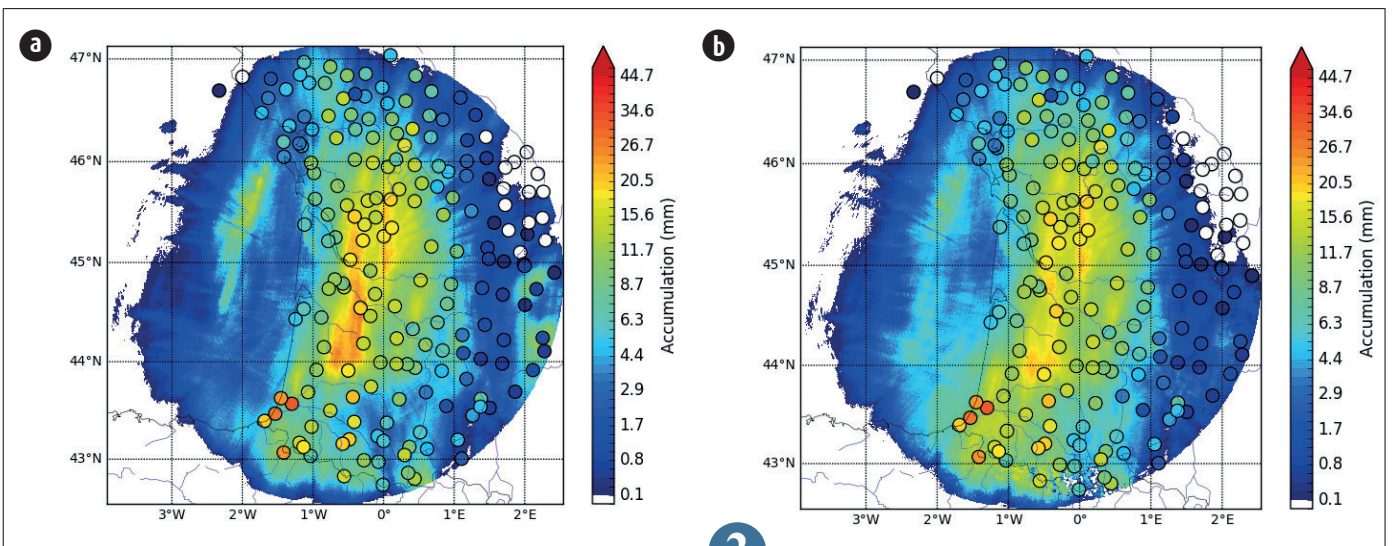 a
47°N
46°N
45°N
44°N
43°N
3°W 2°W 1°W 0° 1°E 2°E
44.7
34.6
26.7
20.5
15.6
11.7
8.7
6.3
4.4
2.9
1.7
0.8
0.1
Accumulation (mm)
b
47°N
46°N
45°N
44°N
43°N
3°W 2°W 1°W 0° 1°E 2°E
44.7
34.6
26.7
20.5
15.6
11.7
8.7
6.3
4.4
2.9
1.7
0.8
0.1
Accumulation (mm)